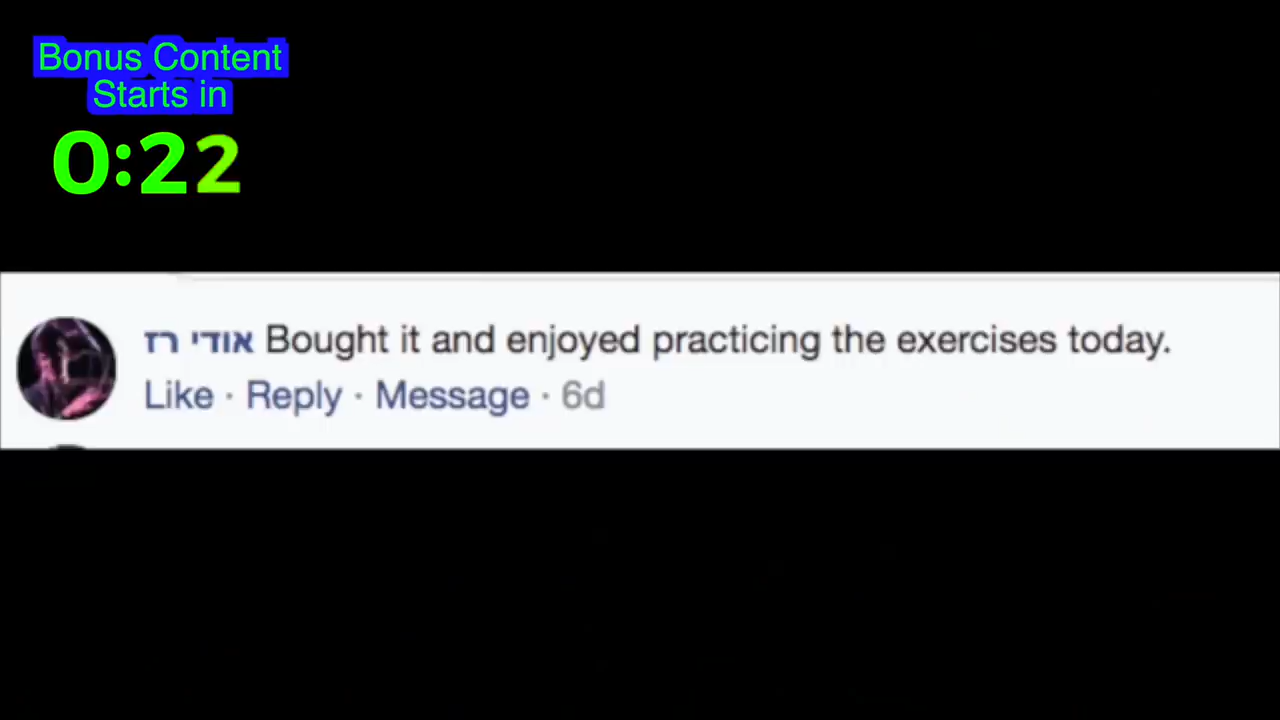 Bonus Content
Starts in
0:22
אודי רז Bought it and enjoyed practicing the exercises today.
Like · Reply · Message · 6d